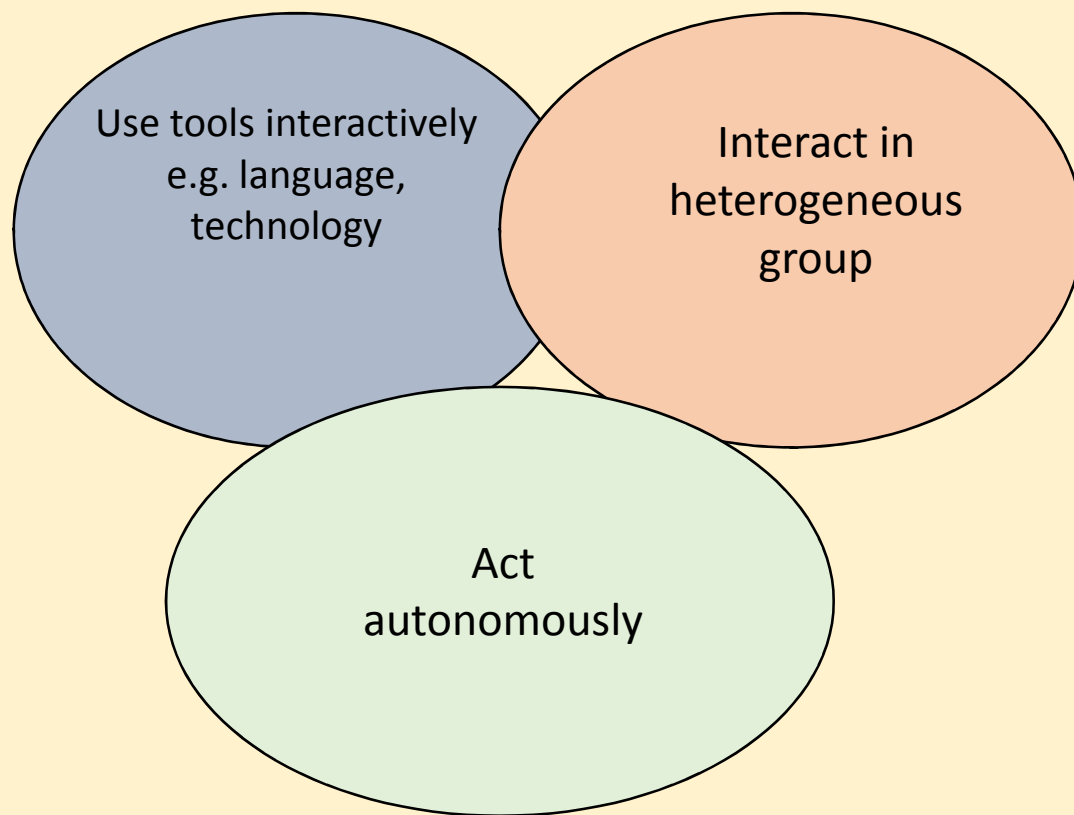 Use tools interactively
e.g. language,
technology
Interact in
heterogeneous
group
Act
autonomously